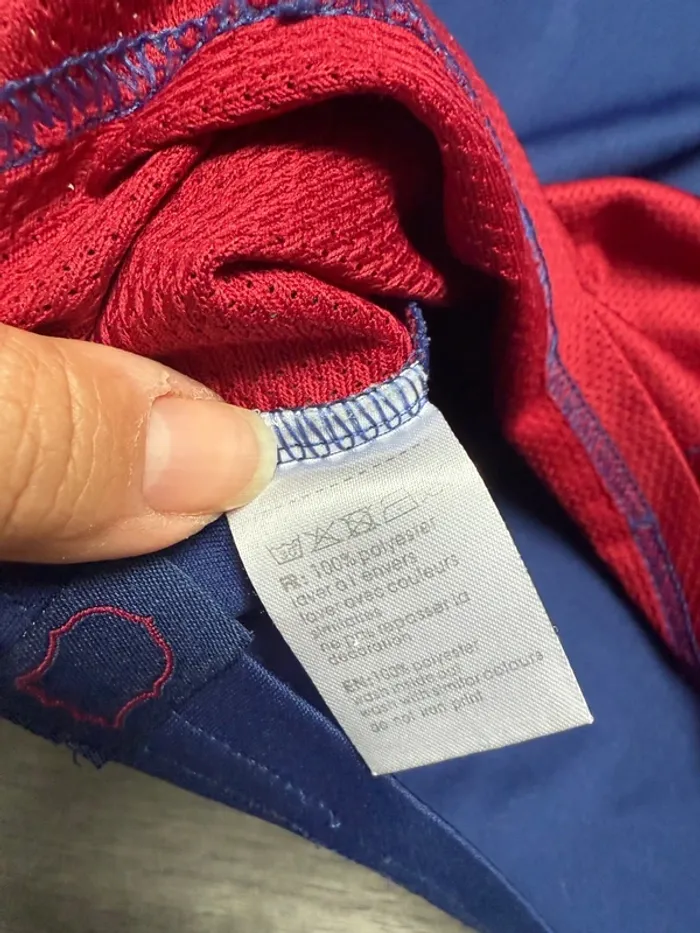 FR: 100% polyester
laver à l envers
laver avec couleurs
similaires
ne pas repasser la
decoration
EN:100% polyester
wash inside out
wash with similar colours
do not iron print